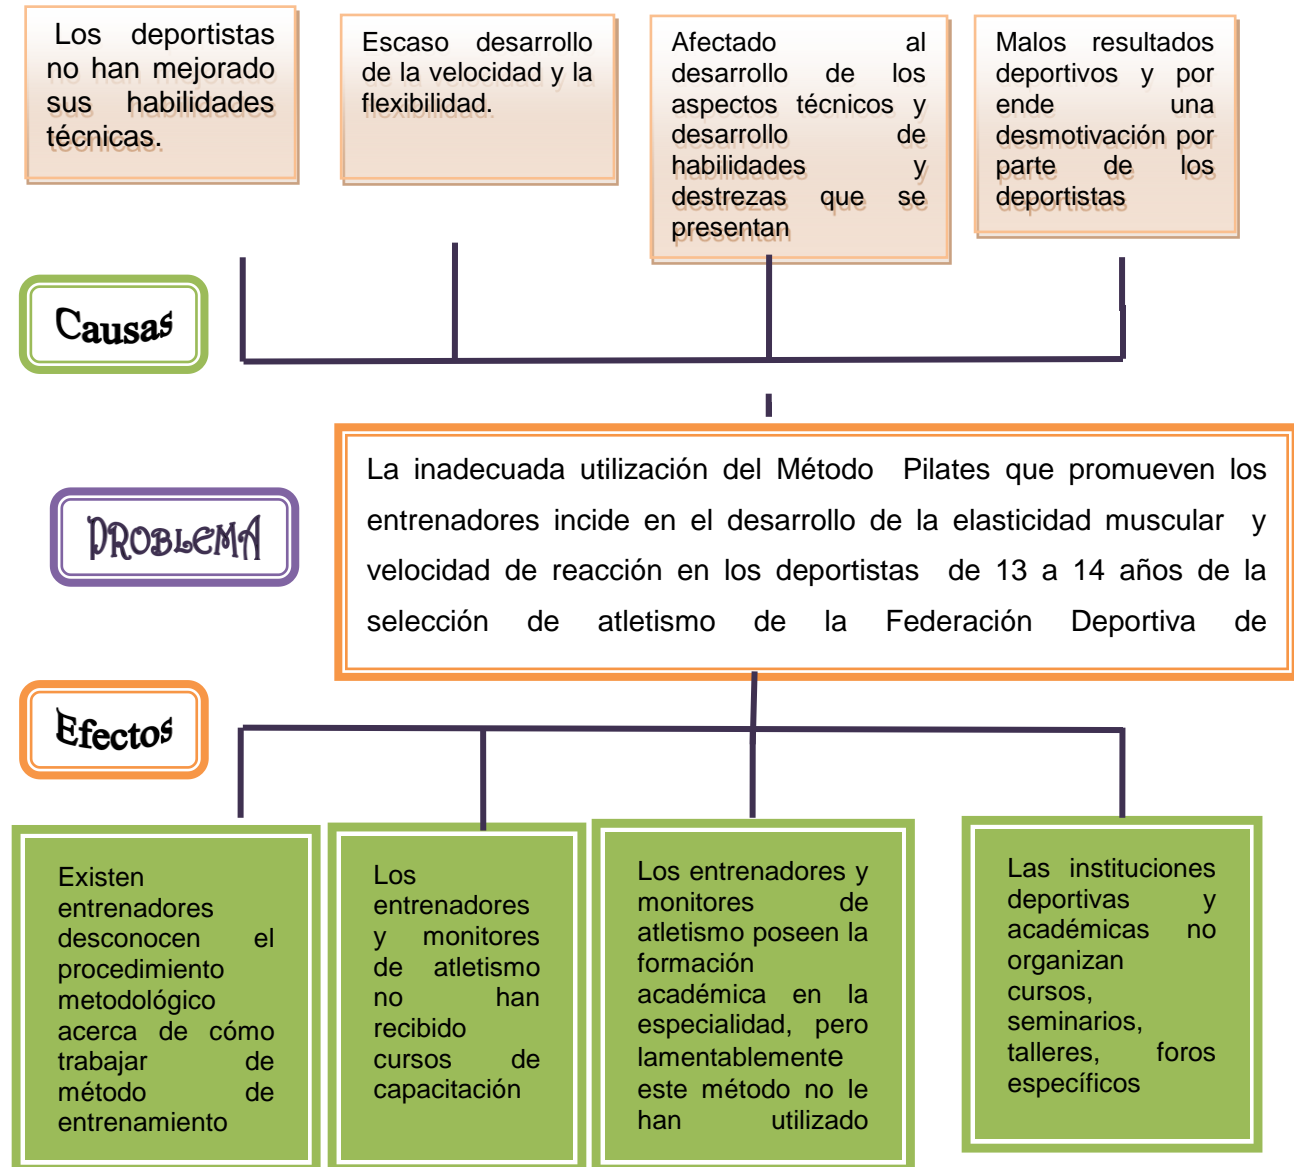 Los deportistas
no han mejorado
sus habilidades
técnicas.
Escaso desarrollo
de la velocidad y la
flexibilidad.
Afectado al
desarrollo de los
aspectos técnicos y
desarrollo de
habilidades y
destrezas que se
presentan
Malos resultados
deportivos y por
ende una
desmotivación por
parte de los
deportistas
Causas
PROBLEMA
La inadecuada utilización del Método Pilates que promueven los
entrenadores incide en el desarrollo de la elasticidad muscular y
velocidad de reacción en los deportistas de 13 a 14 años de la
selección de atletismo de la Federación Deportiva de
Efectos
Existen
entrenadores
desconocen el
procedimiento
metodológico
acerca de cómo
trabajar de
método de
entrenamiento
Los
entrenadores
y monitores
de atletismo
no han
recibido
cursos de
capacitación
Los entrenadores y
monitores de
atletismo poseen la
formación
académica en la
especialidad, pero
lamentablemente
este método no le
han utilizado
Las instituciones
deportivas y
académicas no
organizan
cursos,
seminarios,
talleres, foros
específicos